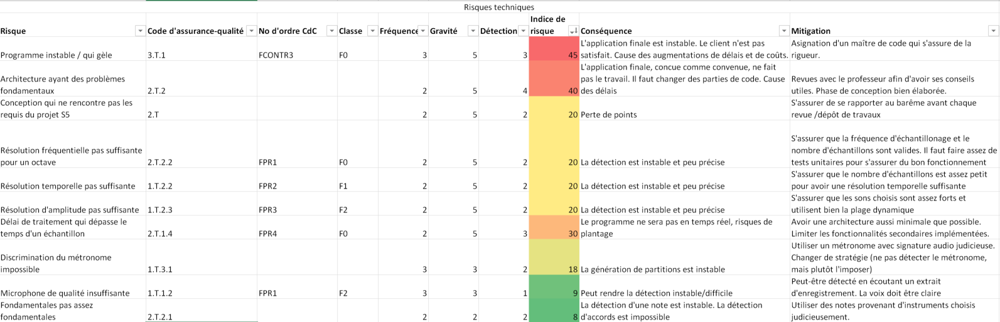 Risques techniques
Risque Code d'assurance-qualité No d'ordre CdC Classe Fréquence Gravité Détection Indice de risque Conséquence Mitigation
Programme instable / qui gèle 3.T.1 FCONTR3 F0 3 5 3 45 L'application finale est instable. Le client n'est pas satisfait. Cause des augmentations de délais et de coûts. Asignation d'un maître de code qui s'assure de la rigueur.
Architecture ayant des problèmes fondamentaux 2.T.2 2 5 4 40 L'application finale, concue comme convenue, ne fait pas le travail. Il faut changer des parties de code. Cause des délais Revues avec le professeur afin d'avoir ses conseils utiles. Phase de conception bien élaborée.
Conception qui ne rencontre pas les requis du projet S5 2.T 2 5 2 20 Perte de points S'assurer de se rapporter au barême avant chaque revue /dépôt de travaux
Résolution fréquentielle pas suffisante pour un octave 2.T.2.2 FPR1 F0 2 5 2 20 La détection est instable et peu précise S'assurer que la fréquence d'échantillonage et le nombre d'échantillons sont valides. Il faut faire assez de tests unitaires pour s'assurer du bon fonctionnement
Résolution temporelle pas suffisante 1.T.2.2 FPR2 F1 2 5 2 20 La détection est instable et peu précise S'assurer que le nombre d'échantillons est assez petit pour avoir une résolution temporelle suffisante
Résolution d'amplitude pas suffisante 1.T.2.3 FPR3 F2 2 5 2 20 La détection est instable et peu précise S'assurer que les sons choisis sont assez forts et utilisent bien la plage dynamique
Délai de traitement qui dépasse le temps d'un échantillon 2.T.1.4 FPR4 F0 2 5 3 30 Le programme ne sera pas en temps réel, risques de plantage Avoir une architecture aussi minimale que possible. Limiter les fonctionnalités secondaires implémentées.
Discrimination du métronome impossible 1.T.3.1 3 3 2 18 La génération de partitions est instable Utiliser un métronome avec signature audio judicieuse. Changer de stratégie (ne pas détecter le métronome, mais plutôt l'imposer)
Microphone de qualité insuffisante 1.T.1.2 FPR1 F2 3 3 1 9 Peut rendre la détection instable/difficile Peut-être détecté en écoutant un extrait d'enregistrement. La voix doit être claire
Fondamentales pas assez fondamentales 2.T.2.1 2 2 2 8 La détection d'une note est instable. La détection d'accords est impossible Utiliser des notes provenant d'instruments choisis judicieusement.